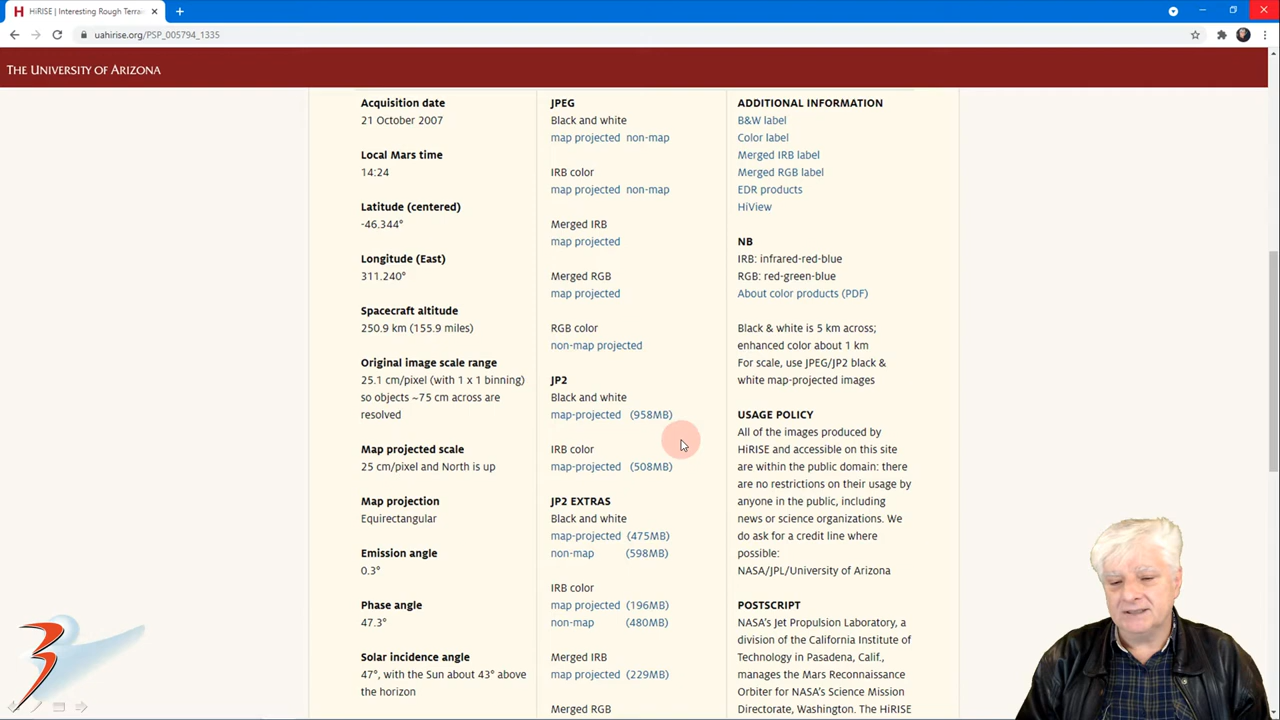 HiRISE | Interesting Rough Terra
uahirise.org/PSP_005794_1335
THE UNIVERSITY OF ARIZONA
Acquisition date
21 October 2007
Local Mars time
14:24
Latitude (centered)
-46.344°
Longitude (East)
311.240°
Spacecraft altitude
250.9 km (155.9 miles)
Original image scale range
25.1 cm/pixel (with 1 x 1 binning)
so objects ~75 cm across are
resolved
Map projected scale
25 cm/pixel and North is up
Map projection
Equirectangular
Emission angle
0.3°
Phase angle
47.3°
Solar incidence angle
47°, with the Sun about 43° above
the horizon
JPEG
Black and white
map projected non-map
IRB color
map projected non-map
Merged IRB
map projected
Merged RGB
map projected
RGB color
non-map projected
JP2
Black and white
map-projected (958MB)
IRB color
map-projected (508MB)
JP2 EXTRAS
Black and white
map-projected (475MB)
non-map (598MB)
IRB color
map projected (196MB)
non-map (480MB)
Merged IRB
map projected (229MB)
Merged RGB
ADDITIONAL INFORMATION
B&W label
Color label
Merged IRB label
Merged RGB label
EDR products
HiView
NB
IRB: infrared-red-blue
RGB: red-green-blue
About color products (PDF)
Black & white is 5 km across;
enhanced color about 1 km
For scale, use JPEG/JP2 black &
white map-projected images
USAGE POLICY
All of the images produced by
HiRISE and accessible on this site
are within the public domain: there
are no restrictions on their usage by
anyone in the public, including
news or science organizations. We
do ask for a credit line where
possible:
NASA/JPL/University of Arizona
POSTSCRIPT
NASA's Jet Propulsion Laboratory, a
division of the California Institute of
Technology in Pasadena, Calif.,
manages the Mars Reconnaissance
Orbiter for NASA's Science Mission
Directorate, Washington. The HiRISE